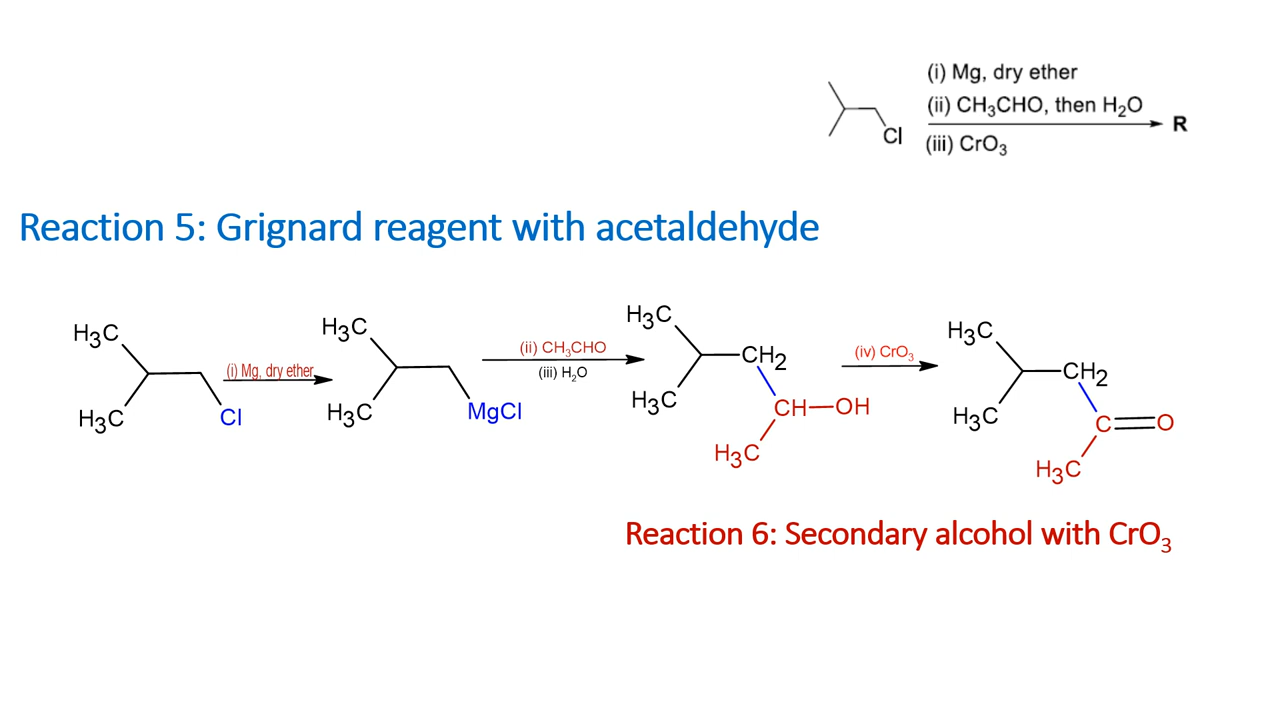 (i) Mg, dry ether
(ii) CH₃CHO, then H₂O
Cl
R
(iii) CrO₃
Reaction 5: Grignard reagent with acetaldehyde
H₃C
H₃C
(i) Mg, dry ether
Cl
H₃C
H₃C
MgCl
(ii) CH₃CHO
(iii) H₂O
H₃C
CH₂
H₃C
CH—OH
H₃C
(iv) CrO₃
H₃C
CH₂
H₃C
C═O
H₃C
Reaction 6: Secondary alcohol with CrO₃